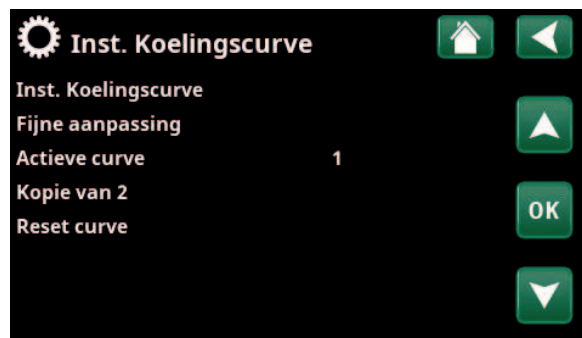 Inst. Koelingscurve
Inst. Koelingscurve
Fijne aanpassing
Actieve curve 1
Kopie van 2
OK
Reset curve